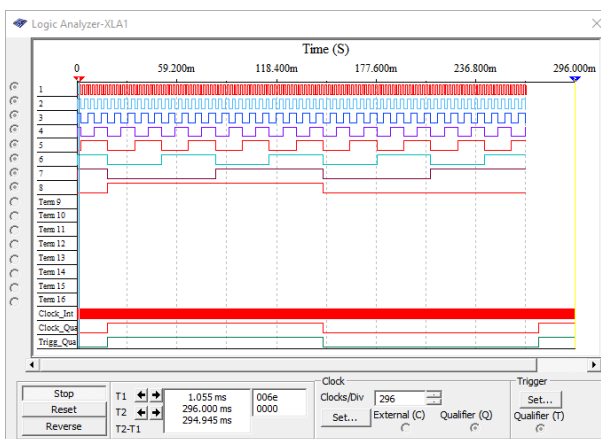 Logic Analyzer-XLA1
Time (S)
0 59.200m 118.400m 177.600m 236.800m 296.000m
1
2
3
4
5
6
7
8
Term 9
Term 10
Term 11
Term 12
Term 13
Term 14
Term 15
Term 16
Clock_Int
Clock_Qua
Trigg_Qua
Stop
Reset
Reverse
T1 1.055 ms 006e
T2 296.000 ms 0000
T2-T1 294.945 ms
Clock
Clocks/Div 296
Set... External (C) Qualifier (Q)
Trigger
Set...
Qualifier (T)